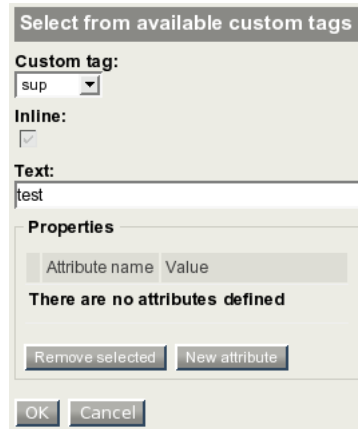 Select from available custom tags
Custom tag:
sup
Inline:
Text:
test
Properties
Attribute name Value
There are no attributes defined
Remove selected New attribute
OK Cancel